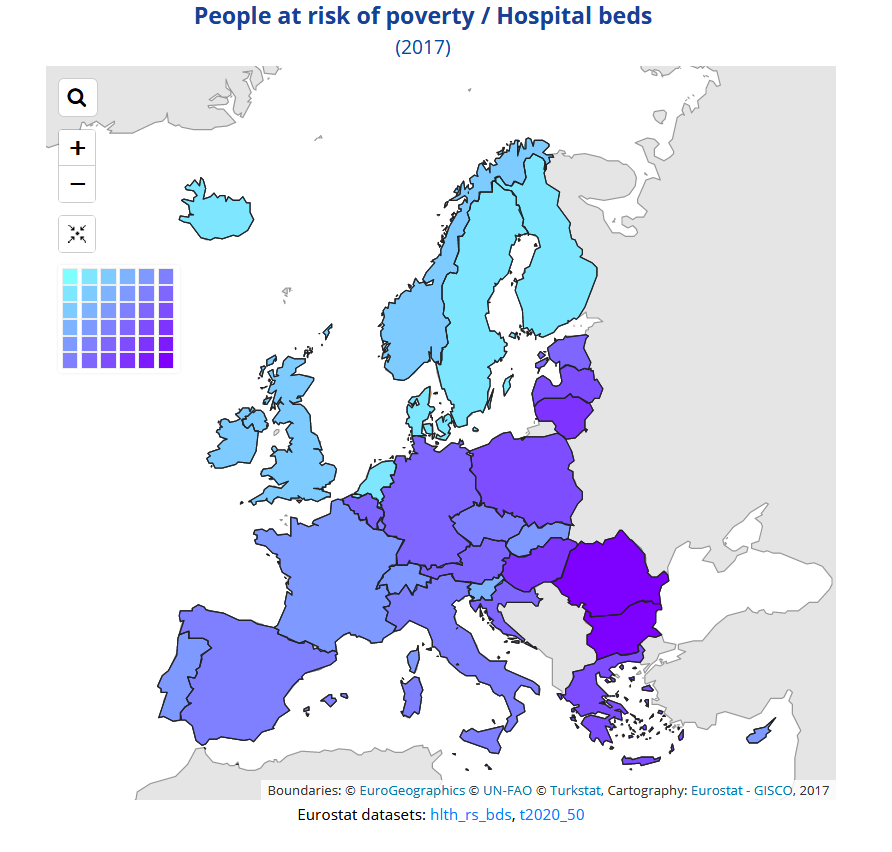 People at risk of poverty / Hospital beds
(2017)
+
−
Boundaries: © EuroGeographics © UN-FAO © Turkstat, Cartography: Eurostat - GISCO, 2017
Eurostat datasets: hlth_rs_bds, t2020_50